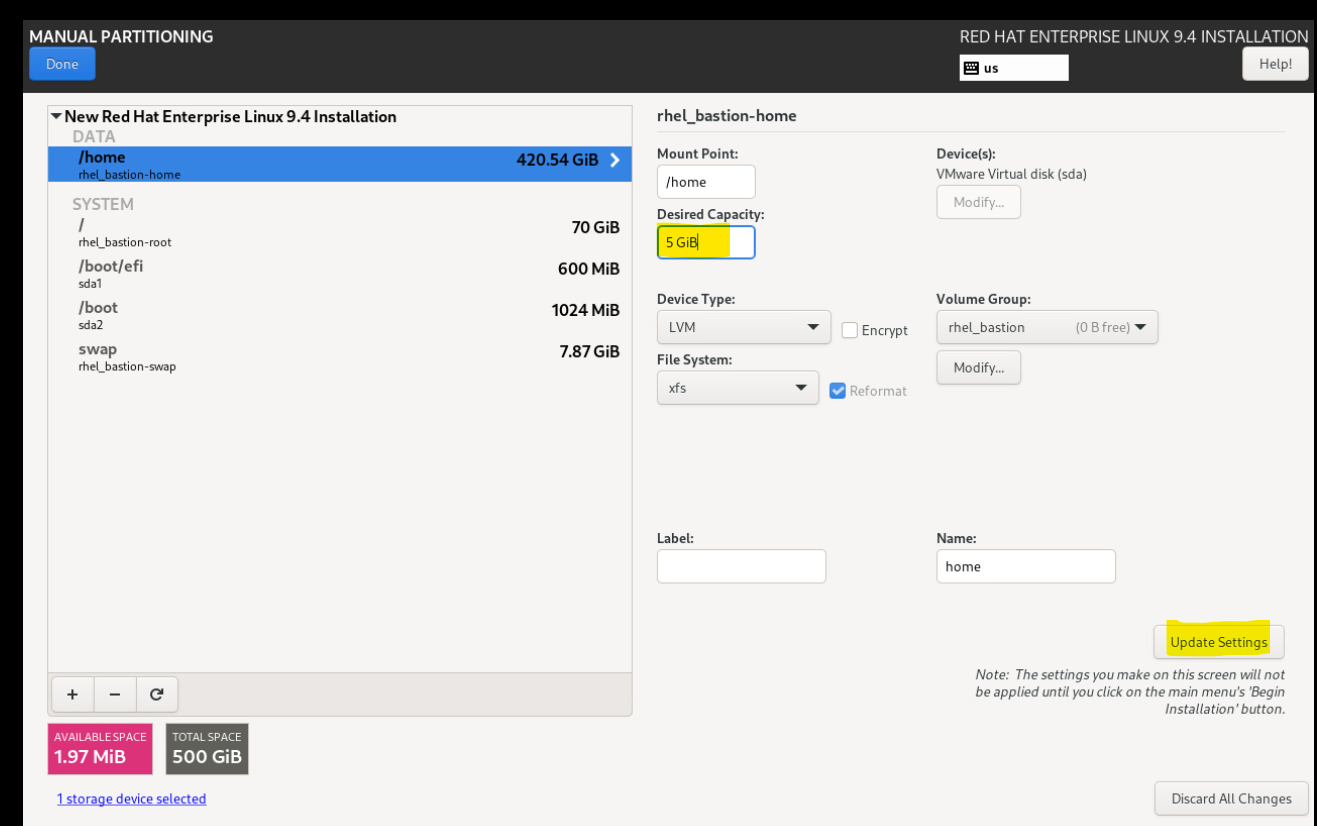 MANUAL PARTITIONING
RED HAT ENTERPRISE LINUX 9.4 INSTALLATION
Done
us
Help!
New Red Hat Enterprise Linux 9.4 Installation
DATA
/home
420.54 GiB
rhel_bastion-home
SYSTEM
/
70 GiB
rhel_bastion-root
/boot/efi
600 MiB
sda1
/boot
1024 MiB
sda2
swap
7.87 GiB
rhel_bastion-swap
+ −
AVAILABLE SPACE
1.97 MiB
TOTAL SPACE
500 GiB
1 storage device selected
rhel_bastion-home
Mount Point:
/home
Device(s):
VMware Virtual disk (sda)
Modify...
Desired Capacity:
5 GiB
Device Type:
LVM
Encrypt
Volume Group:
rhel_bastion (0 B free)
Modify...
File System:
xfs
Reformat
Label:
Name:
home
Update Settings
Note: The settings you make on this screen will not
be applied until you click on the main menu's 'Begin
Installation' button.
Discard All Changes